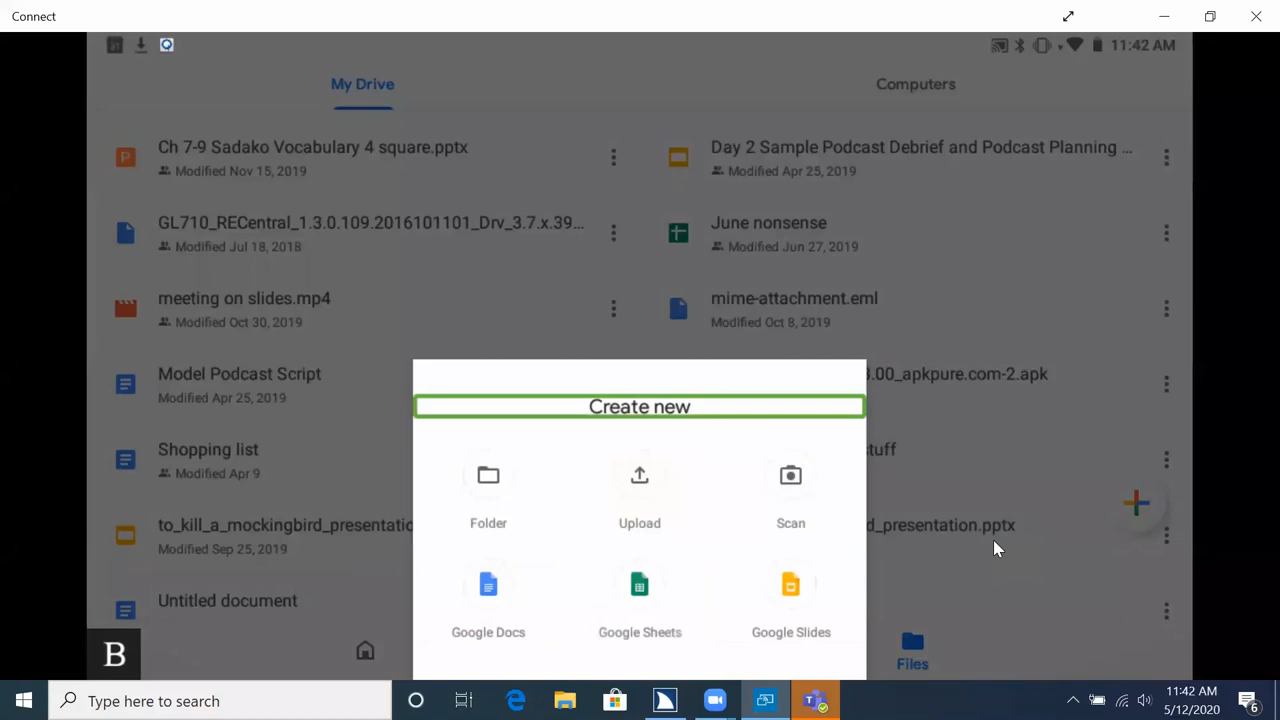 Connect
11:42 AM
My Drive
Computers
Ch 7-9 Sadako Vocabulary 4 square.pptx
Modified Nov 15, 2019
Day 2 Sample Podcast Debrief and Podcast Planning ...
Modified Apr 25, 2019
GL710_RECentral_1.3.0.109.2016101101_Drv_3.7.x.39...
Modified Jul 18, 2018
June nonsense
Modified Jun 27, 2019
meeting on slides.mp4
Modified Oct 30, 2019
mime-attachment.eml
Modified Oct 8, 2019
Model Podcast Script
Modified Apr 25, 2019
.00_apkpure.com-2.apk
Shopping list
Modified Apr 9
stuff
to_kill_a_mockingbird_presentatio
Modified Sep 25, 2019
d_presentation.pptx
Untitled document
Create new
Folder
Upload
Scan
Google Docs
Google Sheets
Google Slides
B
Files
Type here to search
11:42 AM
5/12/2020
6